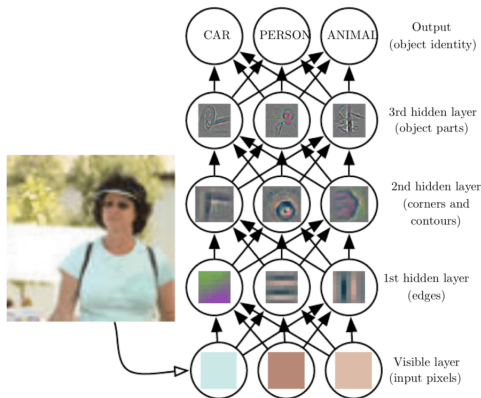 CAR PERSON ANIMAL
Output
(object identity)
3rd hidden layer
(object parts)
2nd hidden layer
(corners and
contours)
1st hidden layer
(edges)
Visible layer
(input pixels)